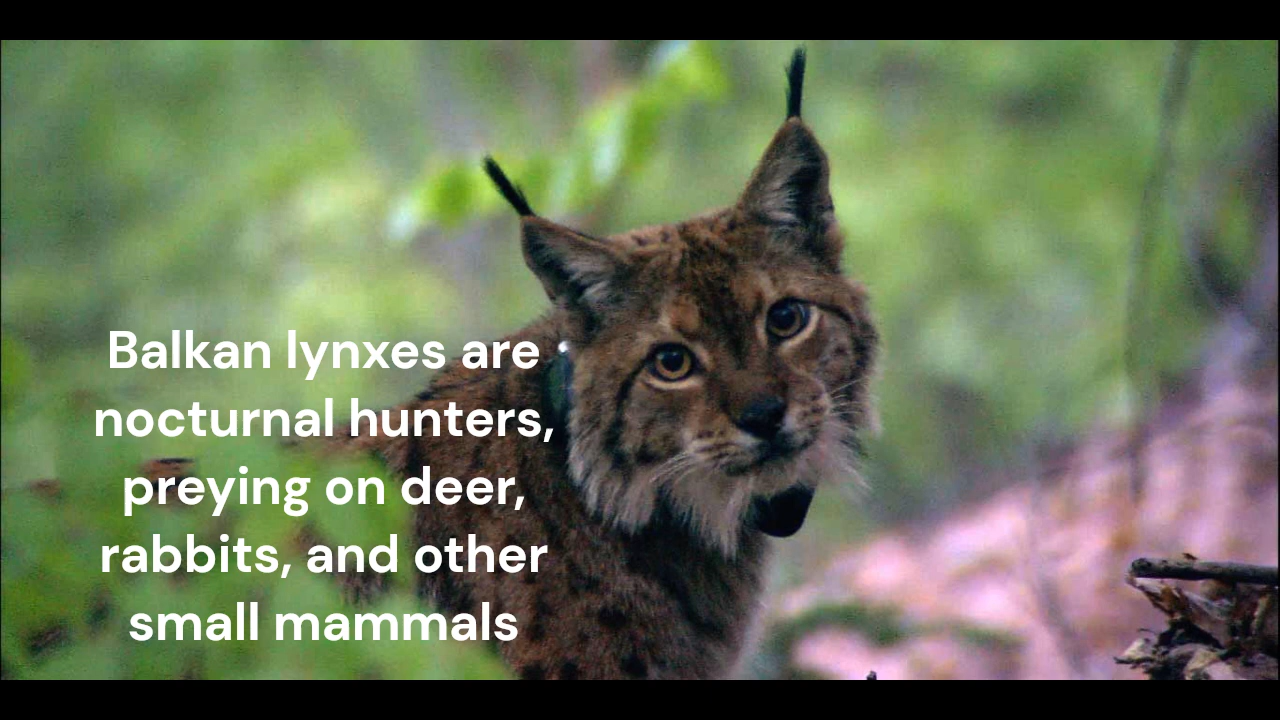 Balkan lynxes are
nocturnal hunters,
preying on deer,
rabbits, and other
small mammals